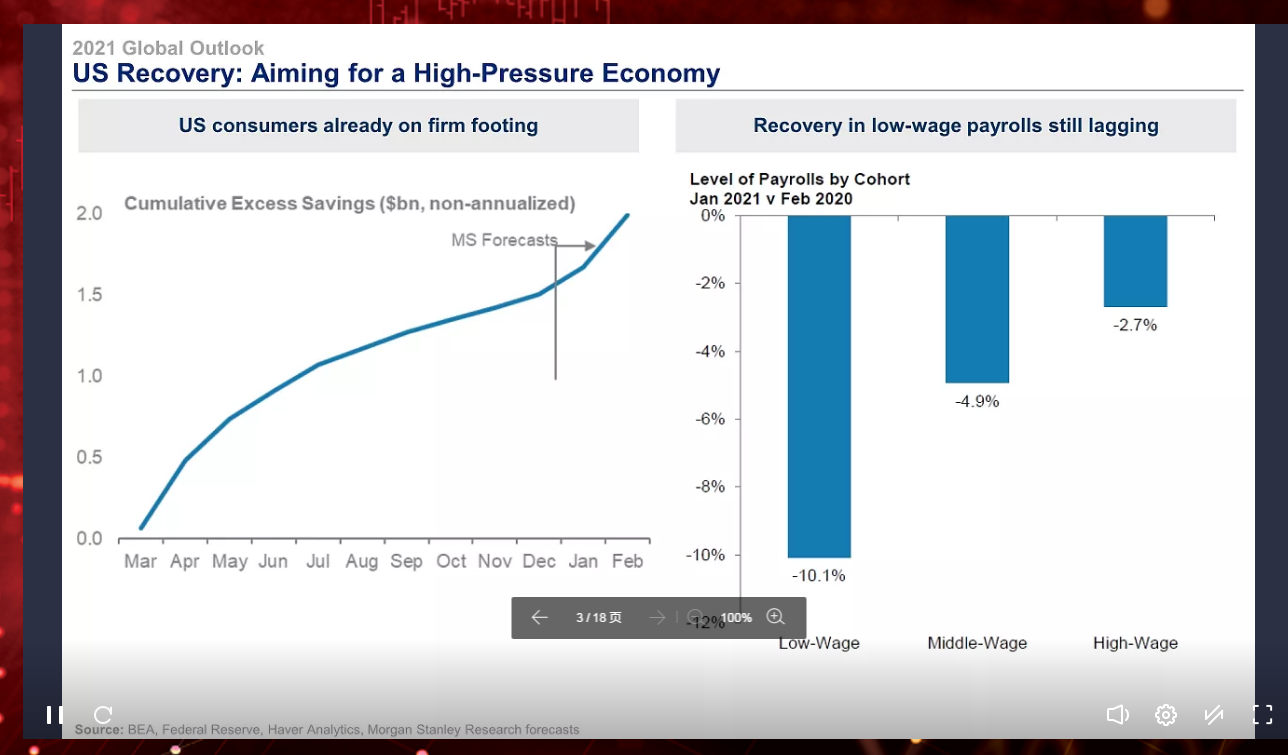 2021 Global Outlook
US Recovery: Aiming for a High-Pressure Economy
US consumers already on firm footing
Cumulative Excess Savings ($bn, non-annualized)
MS Forecasts
2.0
1.5
1.0
0.5
0.0
Mar Apr May Jun Jul Aug Sep Oct Nov Dec Jan Feb
Recovery in low-wage payrolls still lagging
Level of Payrolls by Cohort
Jan 2021 v Feb 2020
0%
-2%
-4%
-6%
-8%
-10%
-12%
-10.1%
-4.9%
-2.7%
Low-Wage Middle-Wage High-Wage
3 / 18 页 100%
Source: BEA, Federal Reserve, Haver Analytics, Morgan Stanley Research forecasts